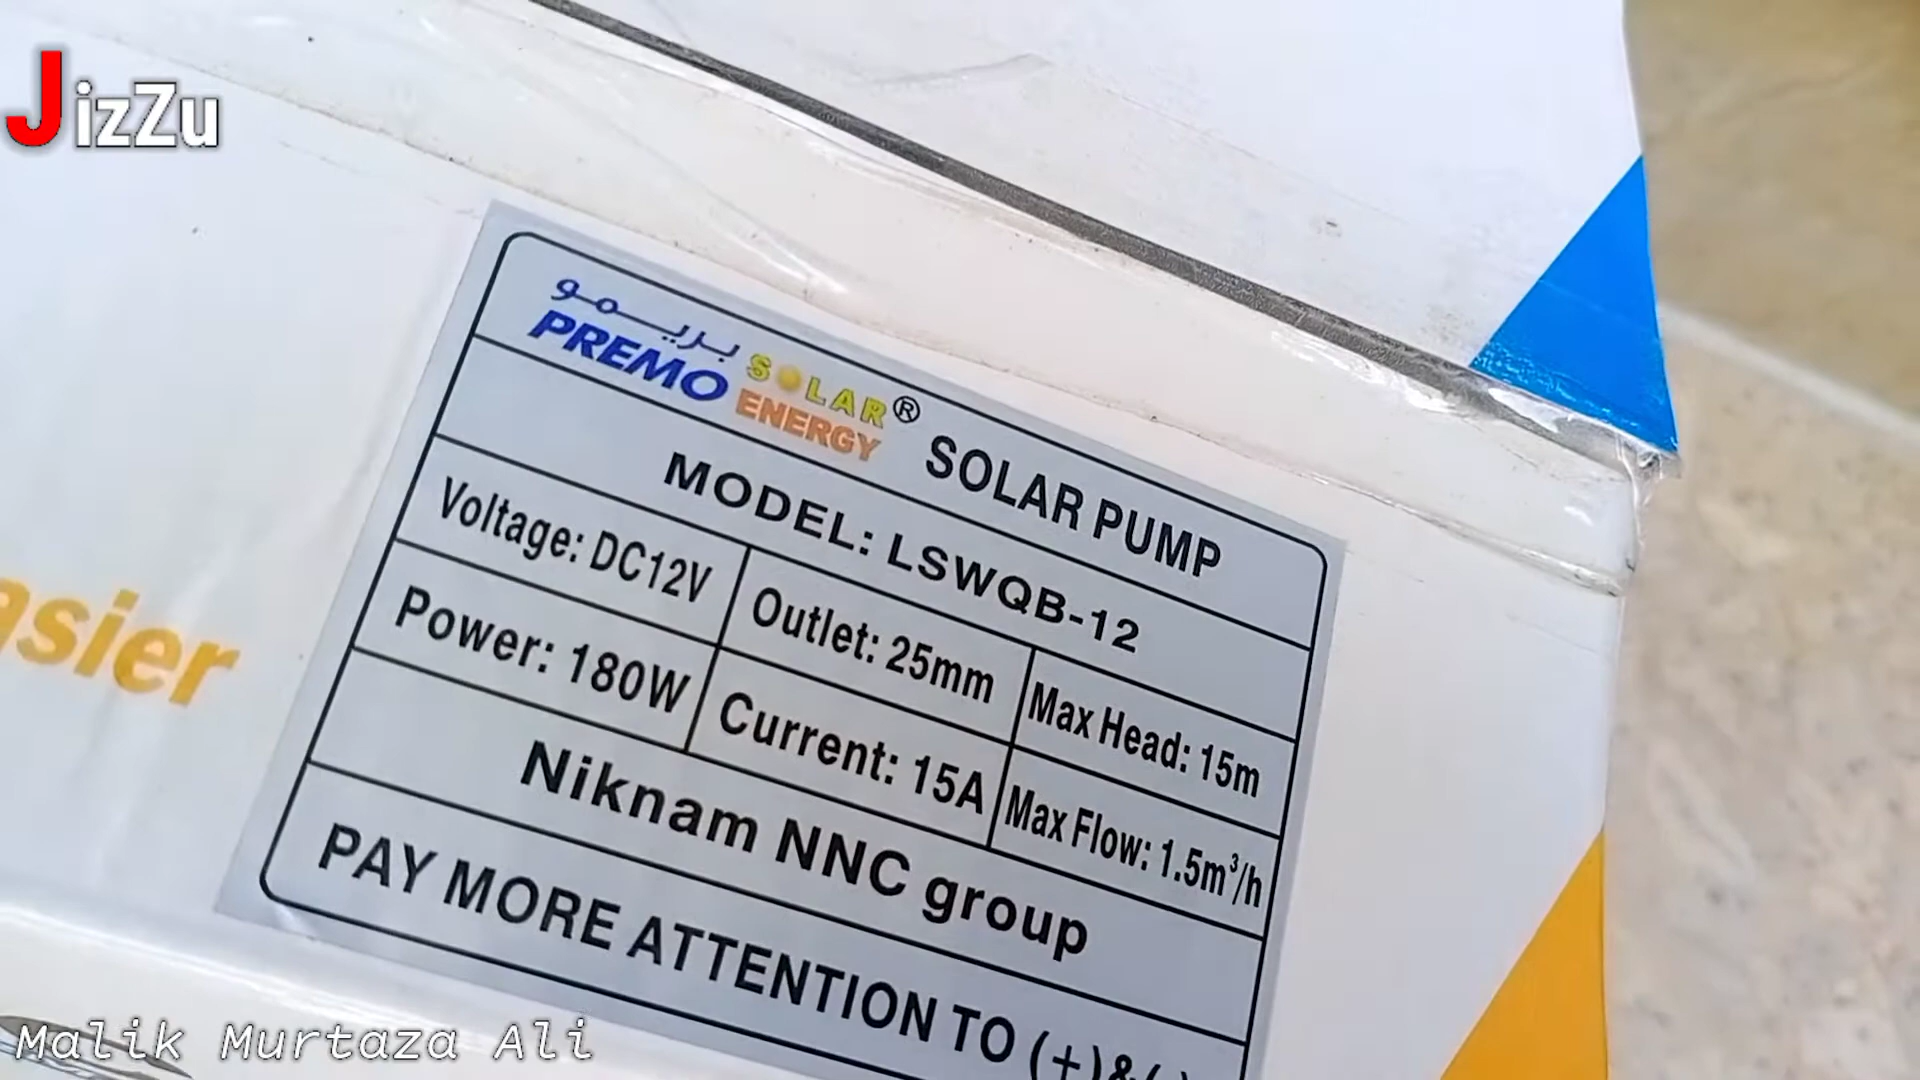 JizZu
بريمو
PREMO SOLAR ENERGY® SOLAR PUMP
MODEL: LSWQB-12
Voltage: DC12V Outlet: 25mm Max Head: 15m
Power: 180W Current: 15A Max Flow: 1.5m³/h
Niknam NNC group
PAY MORE ATTENTION TO (+)&(
asier
Malik Murtaza Ali